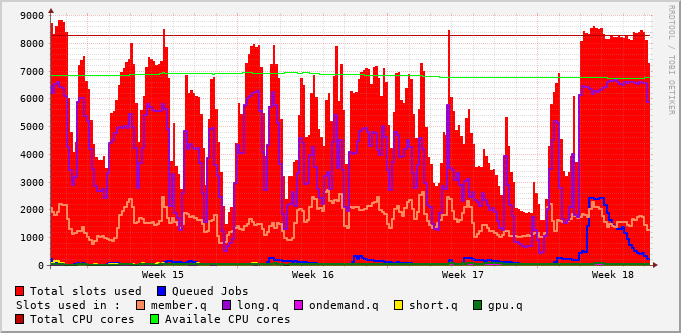 9000
8000
7000
6000
5000
4000
3000
2000
1000
0
Week 15 Week 16 Week 17 Week 18
RRDTOOL / TOBI OETIKER
Total slots used Queued Jobs
Slots used in : member.q long.q ondemand.q short.q gpu.q
Total CPU cores Availale CPU cores